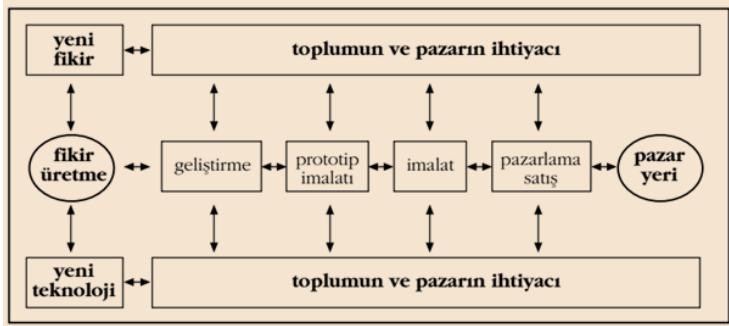 yeni
fikir
toplumun ve pazarın ihtiyacı
fikir
üretme
geliştirme
prototip
imalatı
imalat
pazarlama
satış
pazar
yeri
yeni
teknoloji
toplumun ve pazarın ihtiyacı